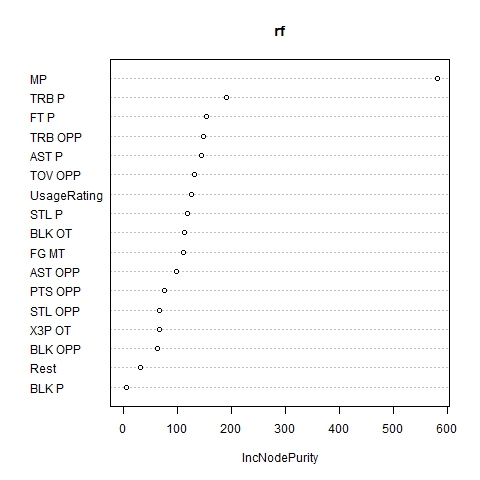 rf
MP
TRB P
FT P
TRB OPP
AST P
TOV OPP
UsageRating
STL P
BLK OT
FG MT
AST OPP
PTS OPP
STL OPP
X3P OT
BLK OPP
Rest
BLK P
0 100 200 300 400 500 600
IncNodePurity